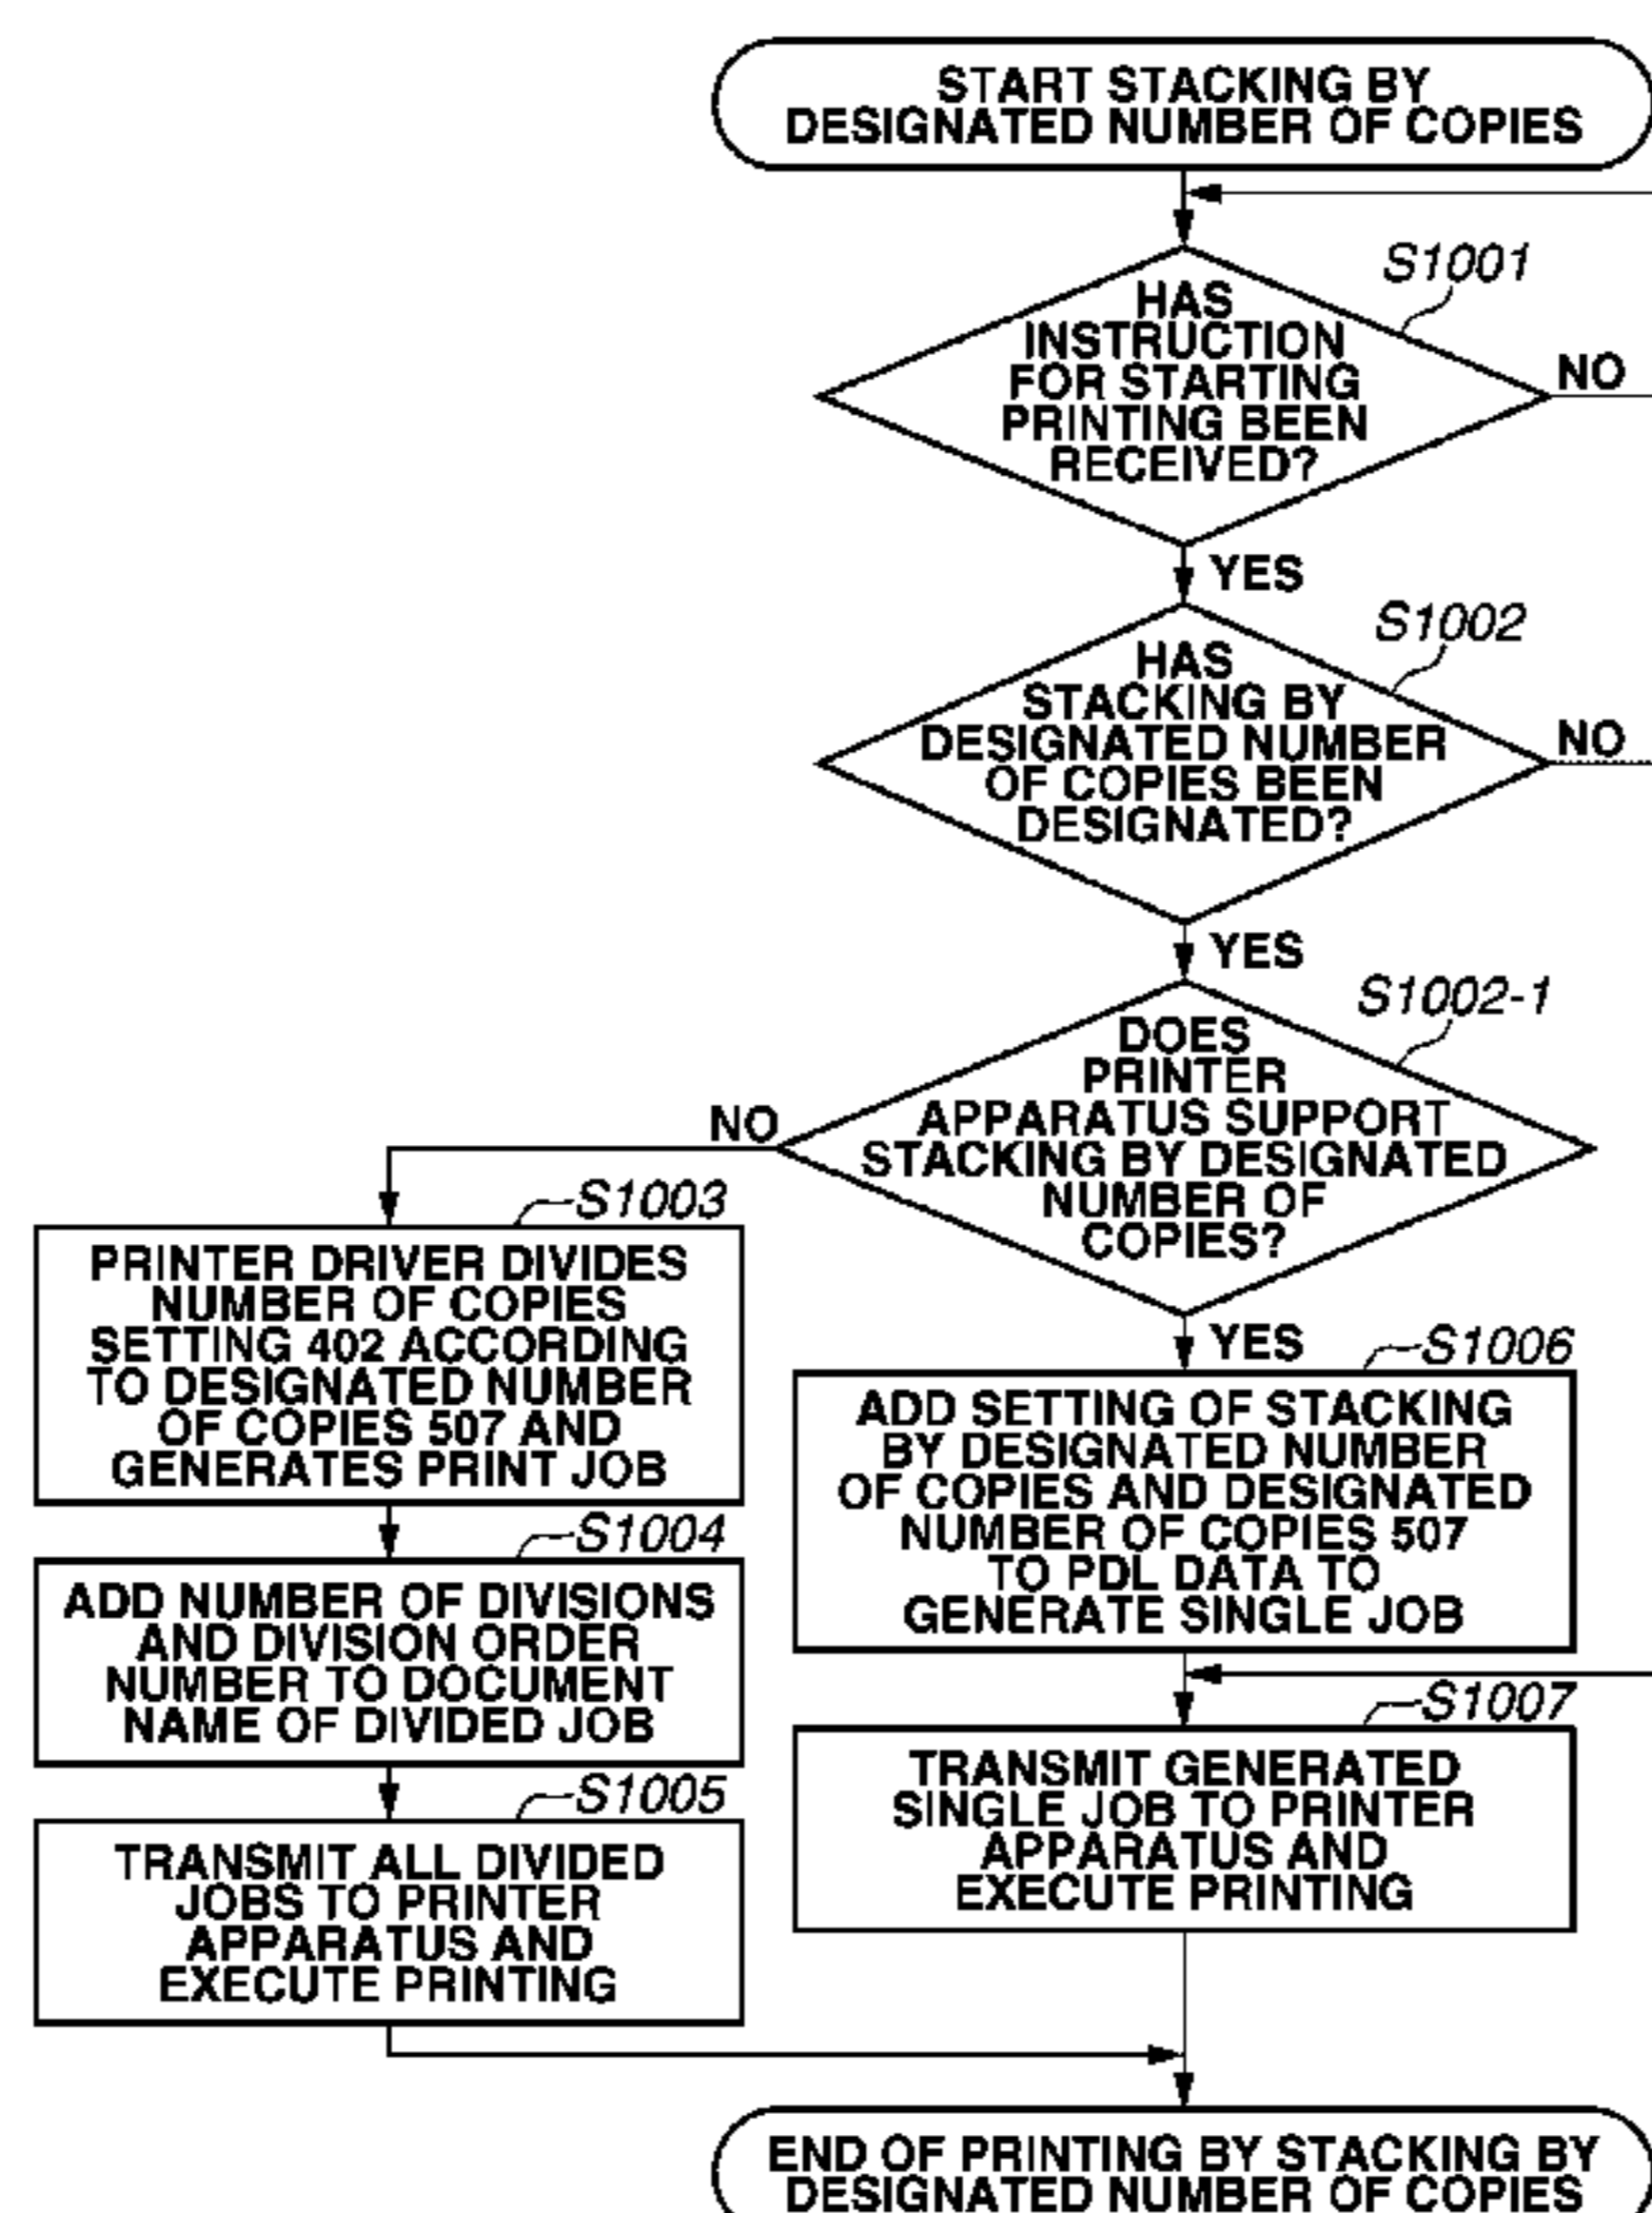 START STACKING BY
DESIGNATED NUMBER OF COPIES
S1001
HAS
INSTRUCTION
FOR STARTING
PRINTING BEEN
RECEIVED?
NO
YES
S1002
HAS
STACKING BY
DESIGNATED NUMBER
OF COPIES BEEN
DESIGNATED?
NO
YES
S1002-1
DOES
PRINTER
APPARATUS SUPPORT
STACKING BY DESIGNATED
NUMBER OF
COPIES?
NO
S1003
PRINTER DRIVER DIVIDES
NUMBER OF COPIES
SETTING 402 ACCORDING
TO DESIGNATED NUMBER
OF COPIES 507 AND
GENERATES PRINT JOB
S1004
ADD NUMBER OF DIVISIONS
AND DIVISION ORDER
NUMBER TO DOCUMENT
NAME OF DIVIDED JOB
S1005
TRANSMIT ALL DIVIDED
JOBS TO PRINTER
APPARATUS AND
EXECUTE PRINTING
YES
S1006
ADD SETTING OF STACKING
BY DESIGNATED NUMBER
OF COPIES AND DESIGNATED
NUMBER OF COPIES 507
TO PDL DATA TO
GENERATE SINGLE JOB
S1007
TRANSMIT GENERATED
SINGLE JOB TO PRINTER
APPARATUS AND
EXECUTE PRINTING
END OF PRINTING BY STACKING BY
DESIGNATED NUMBER OF COPIES